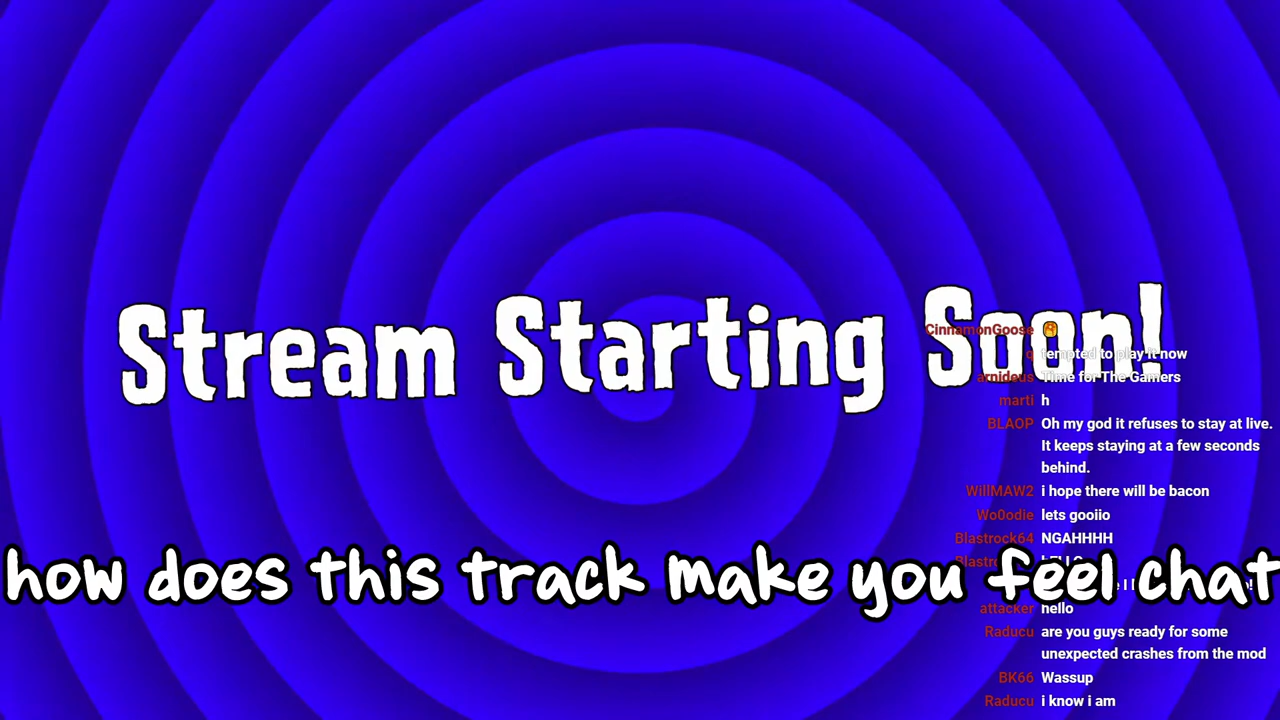 Stream Starting Soon!
CinnamonGoose
q tempted to play it now
arnideus Time for The Gamers
marti h
BLAOP Oh my god it refuses to stay at live.
It keeps staying at a few seconds
behind.
WillMAW2 i hope there will be bacon
Wo0odie lets gooiio
Blastrock64 NGAHHHH
how does this track make you feel chat
attacker hello
Raducu are you guys ready for some
unexpected crashes from the mod
BK66 Wassup
Raducu i know i am